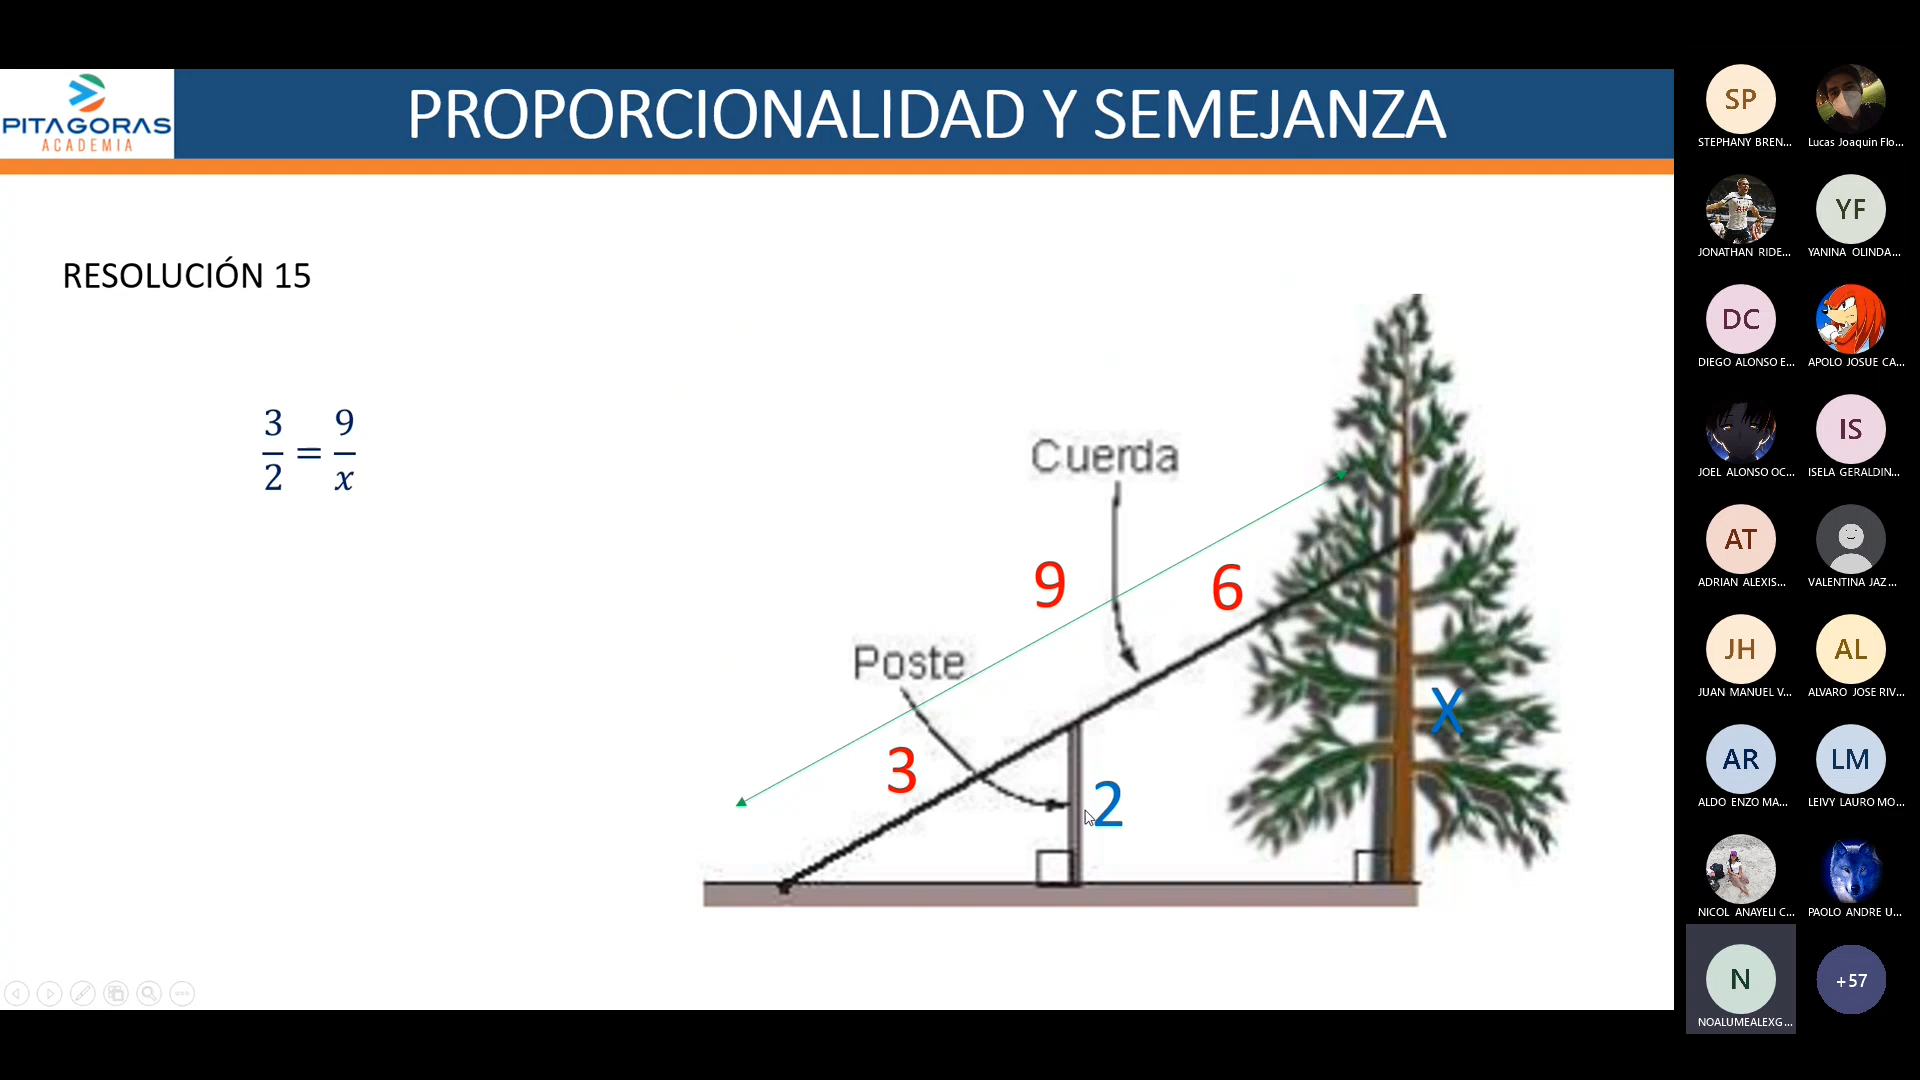 PITAGORAS
ACADEMIA
PROPORCIONALIDAD Y SEMEJANZA
RESOLUCIÓN 15
3/2 = 9/x
Cuerda
9
6
Poste
X
3
2
SP
STEPHANY BREN...
Lucas Joaquin Flo...
JONATHAN RIDE...
YF
YANINA OLINDA...
DC
DIEGO ALONSO E...
APOLO JOSUE CA...
JOEL ALONSO OC...
IS
ISELA GERALDIN...
AT
ADRIAN ALEXIS...
VALENTINA JAZ...
JH
JUAN MANUEL V...
AL
ALVARO JOSE RIV...
AR
ALDO ENZO MA...
LM
LEIVY LAURO MO...
NICOL ANAYELI C...
PAOLO ANDRE U...
N
NOALUMEALEXG...
+57